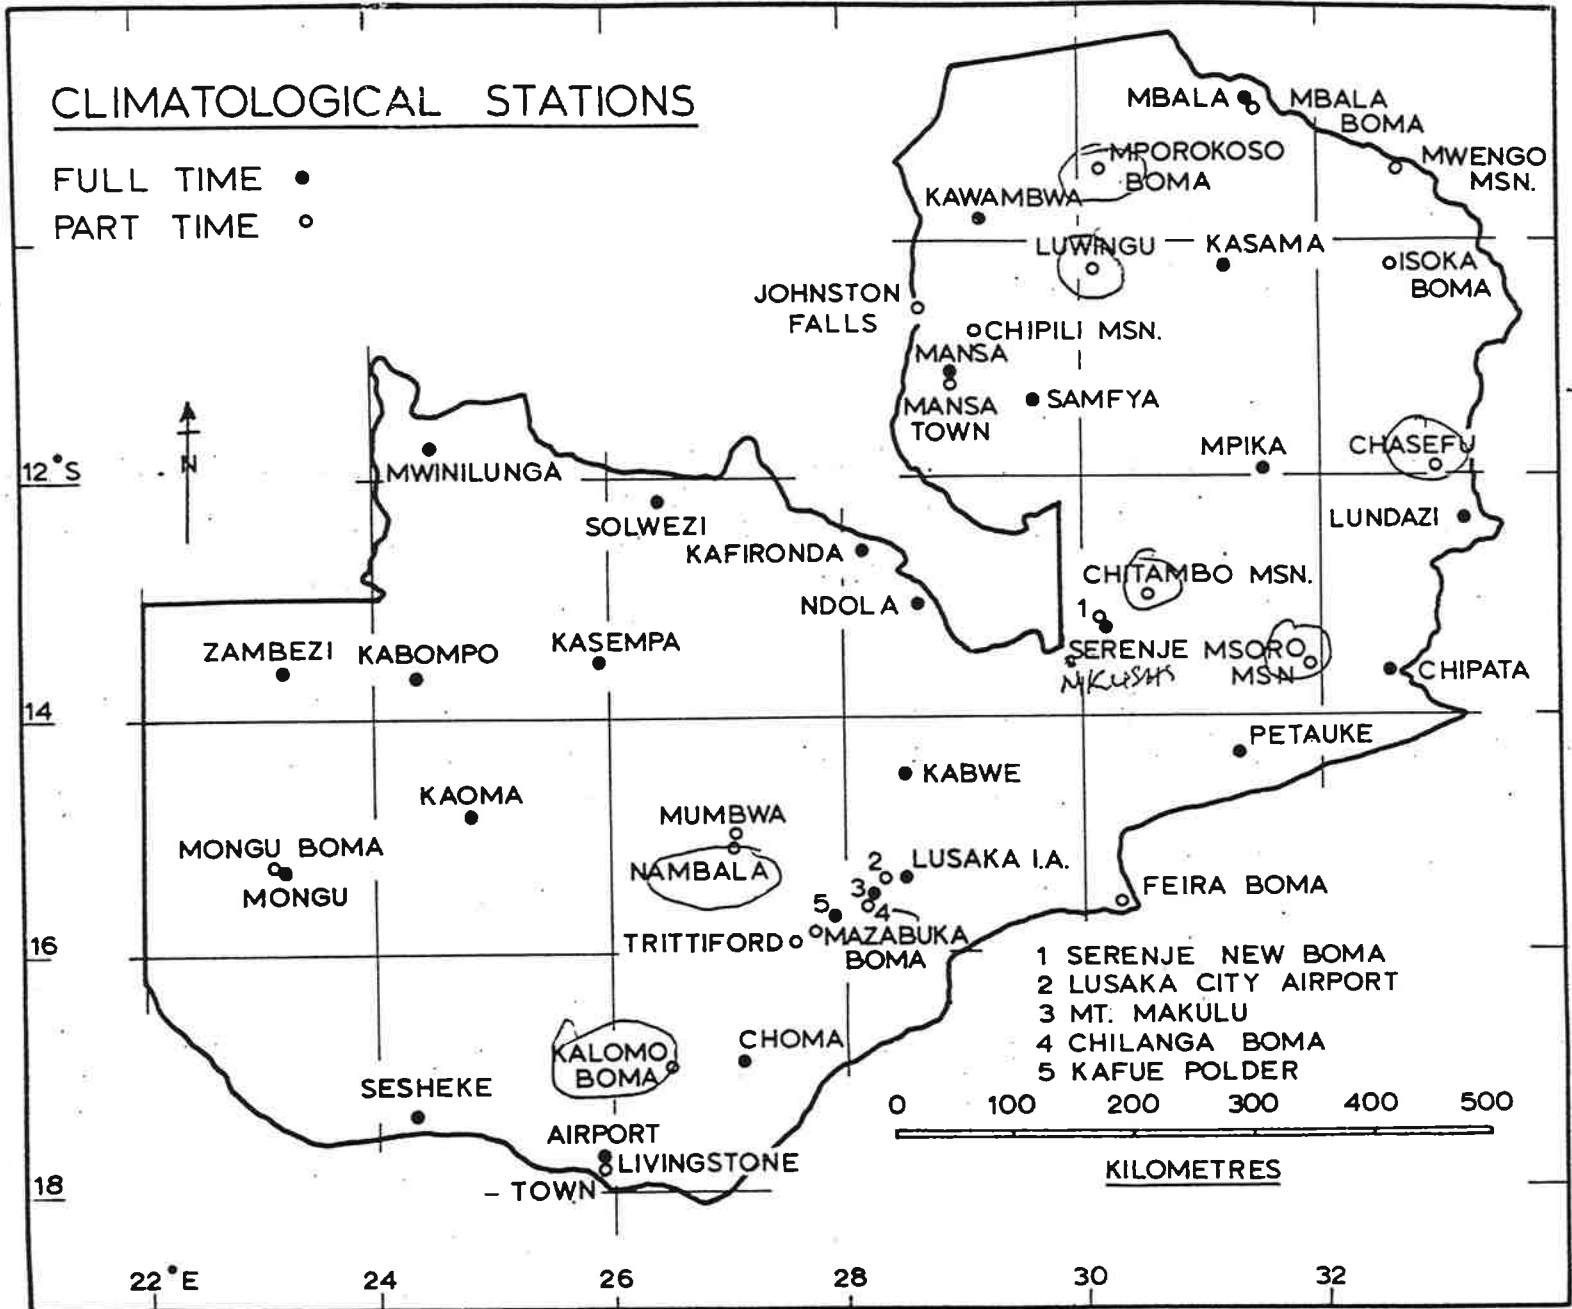 CLIMATOLOGICAL STATIONS
FULL TIME
PART TIME
N
MBALA
MBALA
BOMA
MPOROKOSO
BOMA
MWENGO
MSN.
KAWAMBWA
LUWINGU
KASAMA
ISOKA
BOMA
JOHNSTON
FALLS
CHIPILI MSN.
MANSA
MANSA
TOWN
SAMFYA
MPIKA
CHASEFU
LUNDAZI
12°S
MWINILUNGA
SOLWEZI
KAFIRONDA
NDOLA
CHITAMBO MSN.
1
SERENJE
MKUSHI
MSORO
MSN
CHIPATA
ZAMBEZI
KABOMPO
KASEMPA
14
PETAUKE
KABWE
KAOMA
MUMBWA
NAMBALA
MONGU BOMA
MONGU
2
LUSAKA I.A.
3
4
5
FEIRA BOMA
TRITTIFORD
MAZABUKA
BOMA
16
1 SERENJE NEW BOMA
2 LUSAKA CITY AIRPORT
3 MT. MAKULU
4 CHILANGA BOMA
5 KAFUE POLDER
KALOMO
BOMA
CHOMA
SESHEKE
AIRPORT
LIVINGSTONE
- TOWN
0 100 200 300 400 500
KILOMETRES
18
22°E 24 26 28 30 32